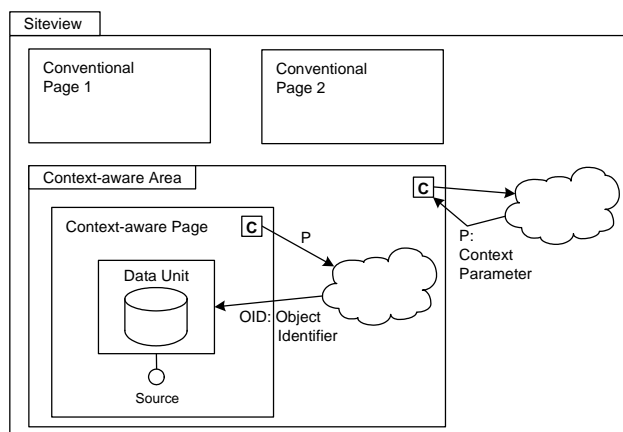 Siteview
Conventional
Page 1
Conventional
Page 2
Context-aware Area
C
P:
Context
Parameter
Context-aware Page
C
P
Data Unit
OID: Object
Identifier
Source